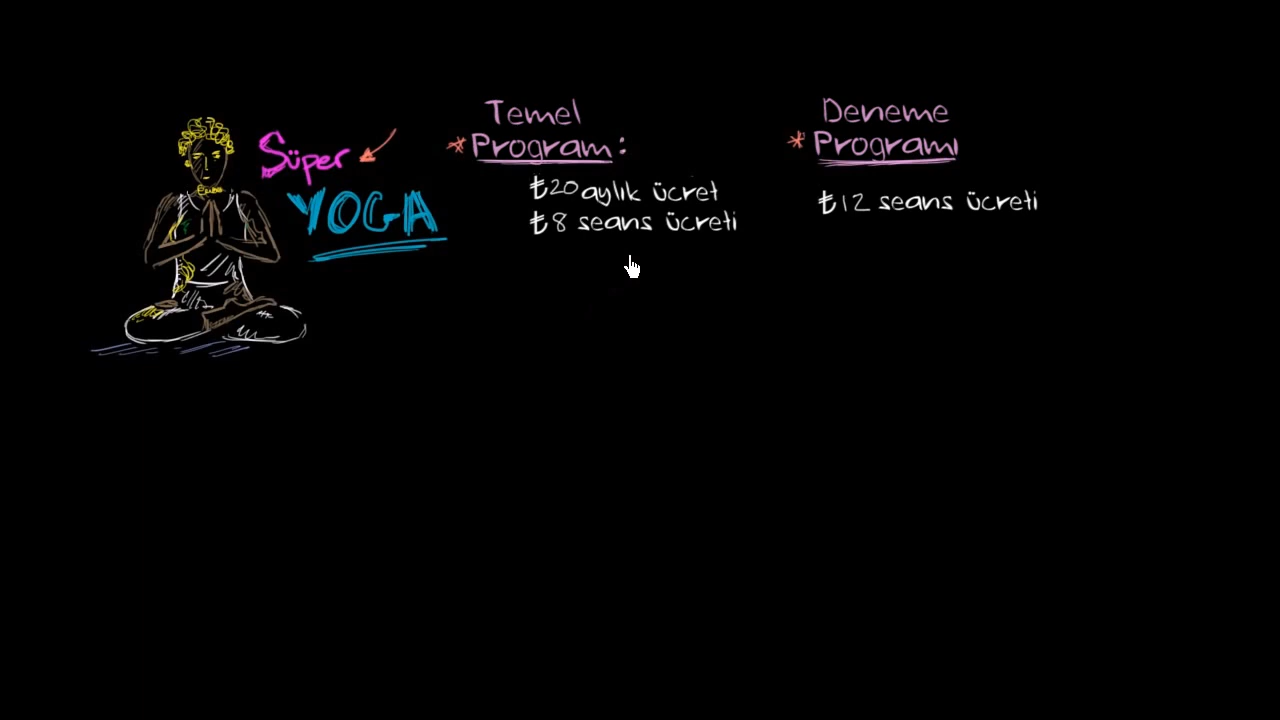 Süper
YOGA
Temel
* Program:
₺20 aylık ücret
₺8 seans ücreti
Deneme
* Programı
₺12 seans ücreti